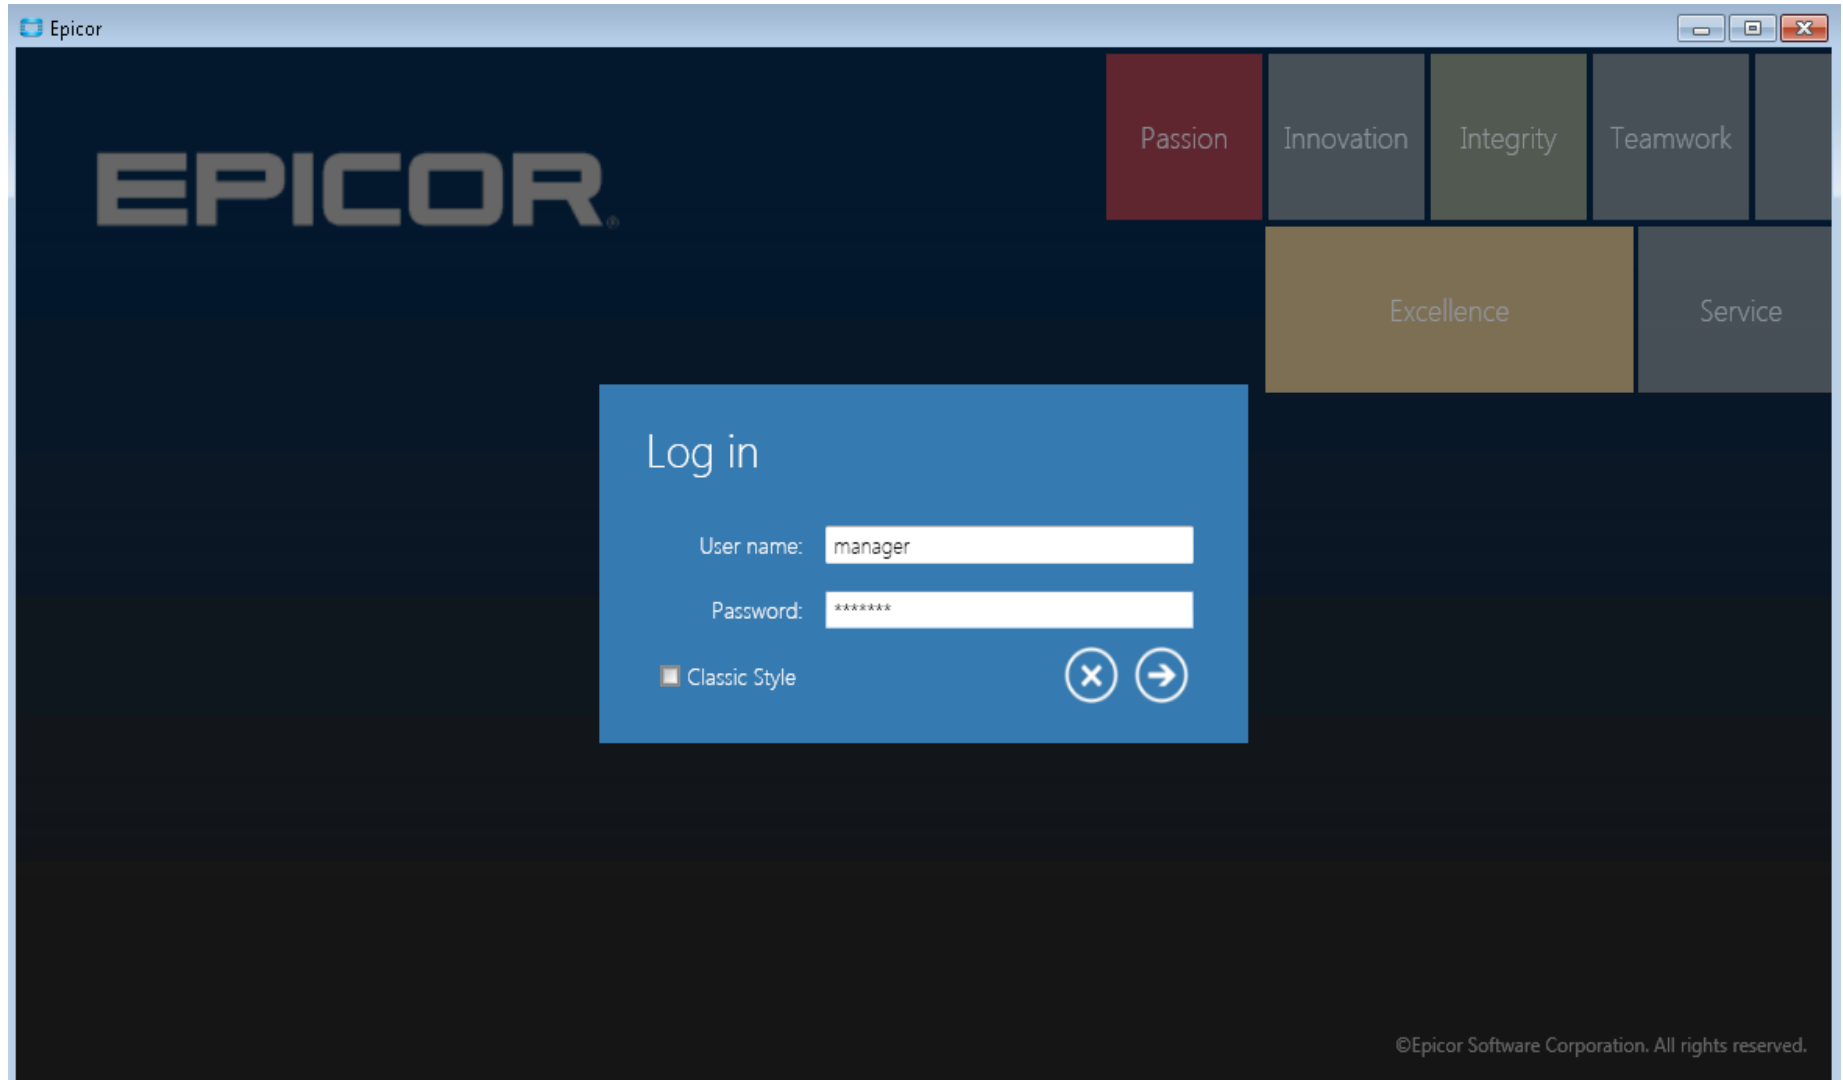 Epicor
Passion
Innovation
Integrity
Teamwork
EPICOR®
Excellence
Service
Log in
User name: manager
Password: *******
Classic Style
©Epicor Software Corporation. All rights reserved.